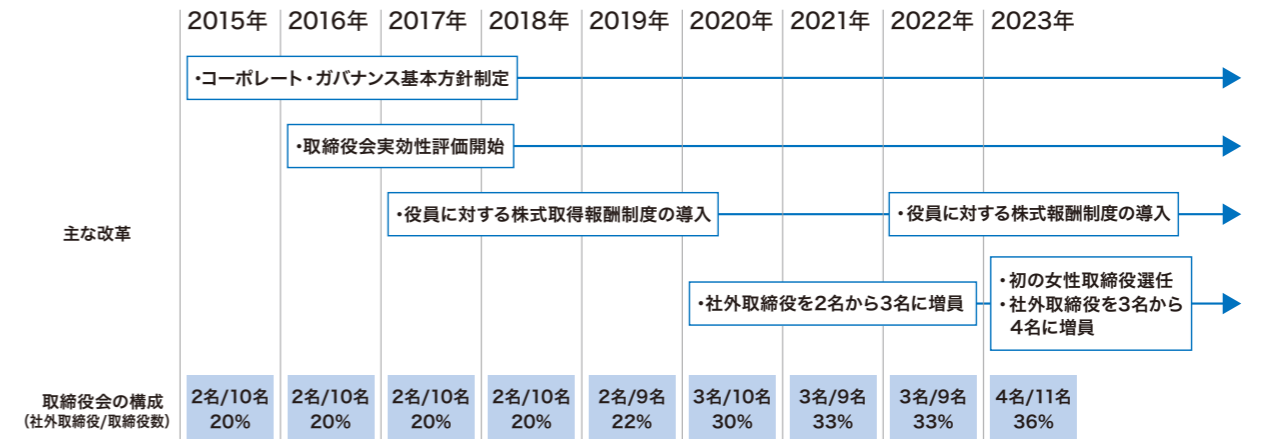 2015年 2016年 2017年 2018年 2019年 2020年 2021年 2022年 2023年
・コーポレート・ガバナンス基本方針制定
・取締役会実効性評価開始
・役員に対する株式取得報酬制度の導入
・役員に対する株式報酬制度の導入
主な改革
・社外取締役を2名から3名に増員
・初の女性取締役選任
・社外取締役を3名から
4名に増員
取締役会の構成
(社外取締役/取締役数)
2名/10名 2名/10名 2名/10名 2名/10名 2名/9名 3名/10名 3名/9名 3名/9名 4名/11名
20% 20% 20% 20% 22% 30% 33% 33% 36%